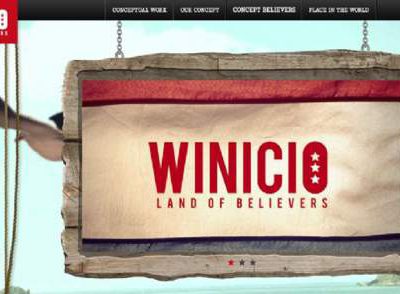 CONCEPTUAL WORK OUR CONCEPT CONCEPT BELIEVERS PLACE IN THE WORLD
WINICIO
LAND OF BELIEVERS